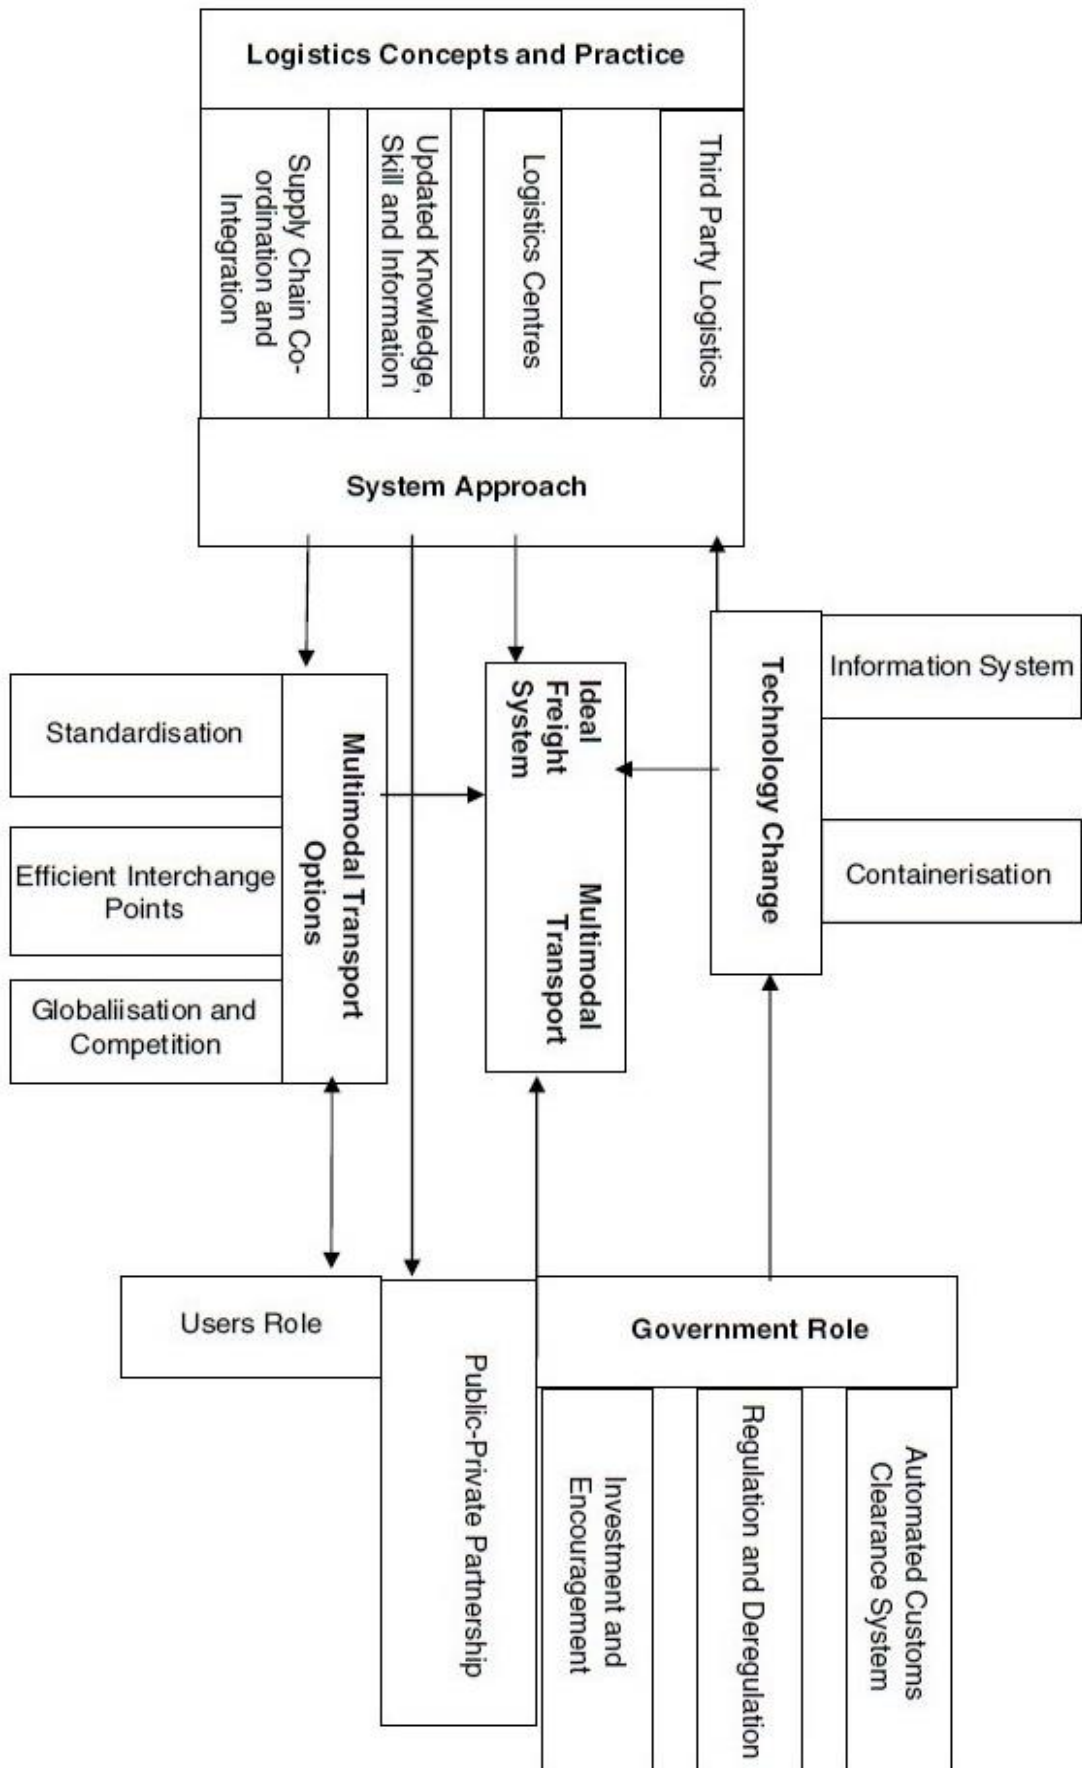 Logistics Concepts and Practice
Supply Chain Co-
ordination and
Integration
Updated Knowledge,
Skill and Information
Logistics Centres
Third Party Logistics
System Approach
Standardisation
Efficient Interchange
Points
Globaliisation and
Competition
Multimodal Transport
Options
Ideal
Freight
System
Multimodal
Transport
Technology Change
Information System
Containerisation
Users Role
Public-Private Partnership
Government Role
Investment and
Encouragement
Regulation and Deregulation
Automated Customs
Clearance System